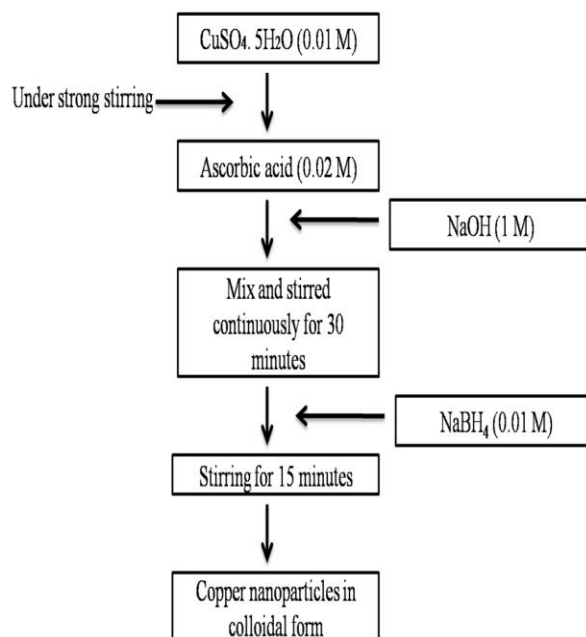 CuSO₄. 5H₂O (0.01 M)
Under strong stirring
Ascorbic acid (0.02 M)
NaOH (1 M)
Mix and stirred
continuously for 30
minutes
NaBH₄ (0.01 M)
Stirring for 15 minutes
Copper nanoparticles in
colloidal form